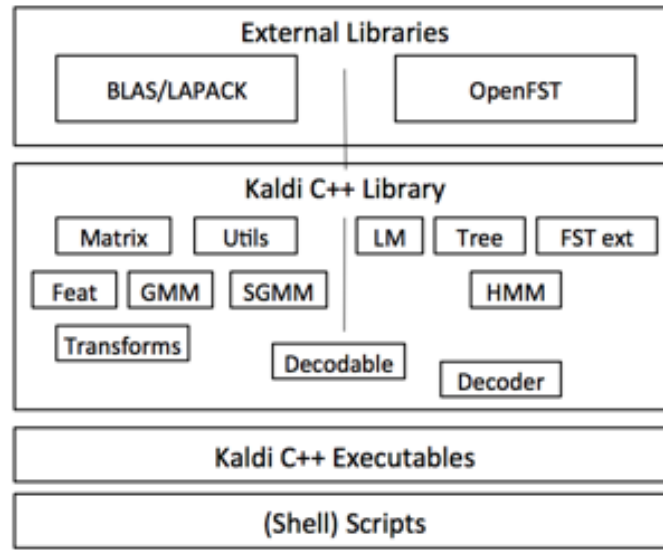 External Libraries
BLAS/LAPACK OpenFST
Kaldi C++ Library
Matrix Utils LM Tree FST ext
Feat GMM SGMM HMM
Transforms
Decodable
Decoder
Kaldi C++ Executables
(Shell) Scripts